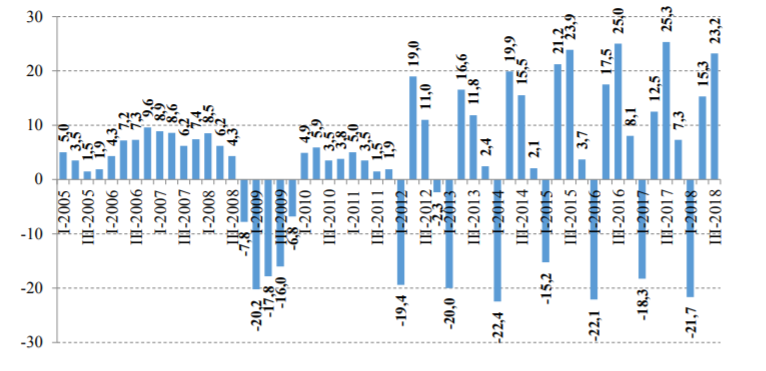 30
20
10
0
-10
-20
-30
5,0
3,5
1,5
1,9
4,3
7,2
7,3
9,6
8,9
8,6
6,2
7,4
8,5
6,2
4,3
-7,8
-20,2
-17,8
-16,0
-6,8
4,9
5,9
3,5
3,8
5,0
3,5
1,5
1,9
-19,4
19,0
11,0
-2,3
-20,0
16,6
11,8
2,4
-22,4
19,9
15,5
2,1
-15,2
21,2
23,9
3,7
-22,1
17,5
25,0
8,1
-18,3
12,5
25,3
7,3
-21,7
15,3
23,2
I-2005
III-2005
I-2006
III-2006
I-2007
III-2007
I-2008
III-2008
I-2009
III-2009
I-2010
III-2010
I-2011
III-2011
I-2012
III-2012
I-2013
III-2013
I-2014
III-2014
I-2015
III-2015
I-2016
III-2016
I-2017
III-2017
I-2018
III-2018